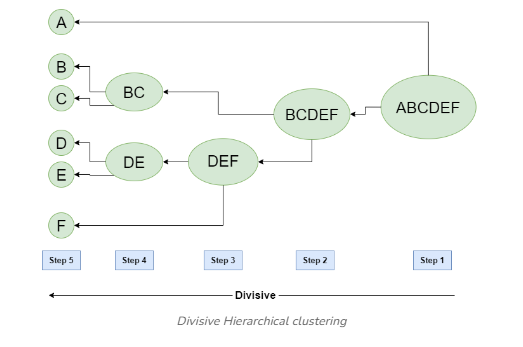 A
B
C
BC
BCDEF
ABCDEF
D
E
DE
DEF
F
Step 5
Step 4
Step 3
Step 2
Step 1
Divisive
Divisive Hierarchical clustering